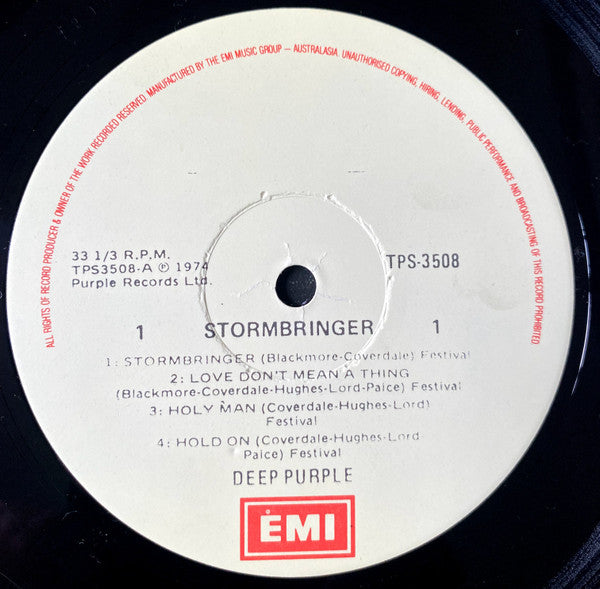 ALL RIGHTS OF RECORD PRODUCER & OWNER OF THE WORK RECORDED RESERVED. MANUFACTURED BY THE EMI MUSIC GROUP – AUSTRALASIA. UNAUTHORISED COPYING, HIRING, LENDING, PUBLIC PERFORMANCE AND BROADCASTING OF THIS RECORD PROHIBITED.
33 1/3 R.P.M.
TPS3508-A ℗ 1974
Purple Records Ltd.
TPS-3508
1 STORMBRINGER 1
1: STORMBRINGER (Blackmore-Coverdale) Festival
2: LOVE DON'T MEAN A THING
(Blackmore-Coverdale-Hughes-Lord-Paice) Festival
3: HOLY MAN (Coverdale-Hughes-Lord)
Festival
4: HOLD ON (Coverdale-Hughes-Lord
Paice) Festival
DEEP PURPLE
EMI